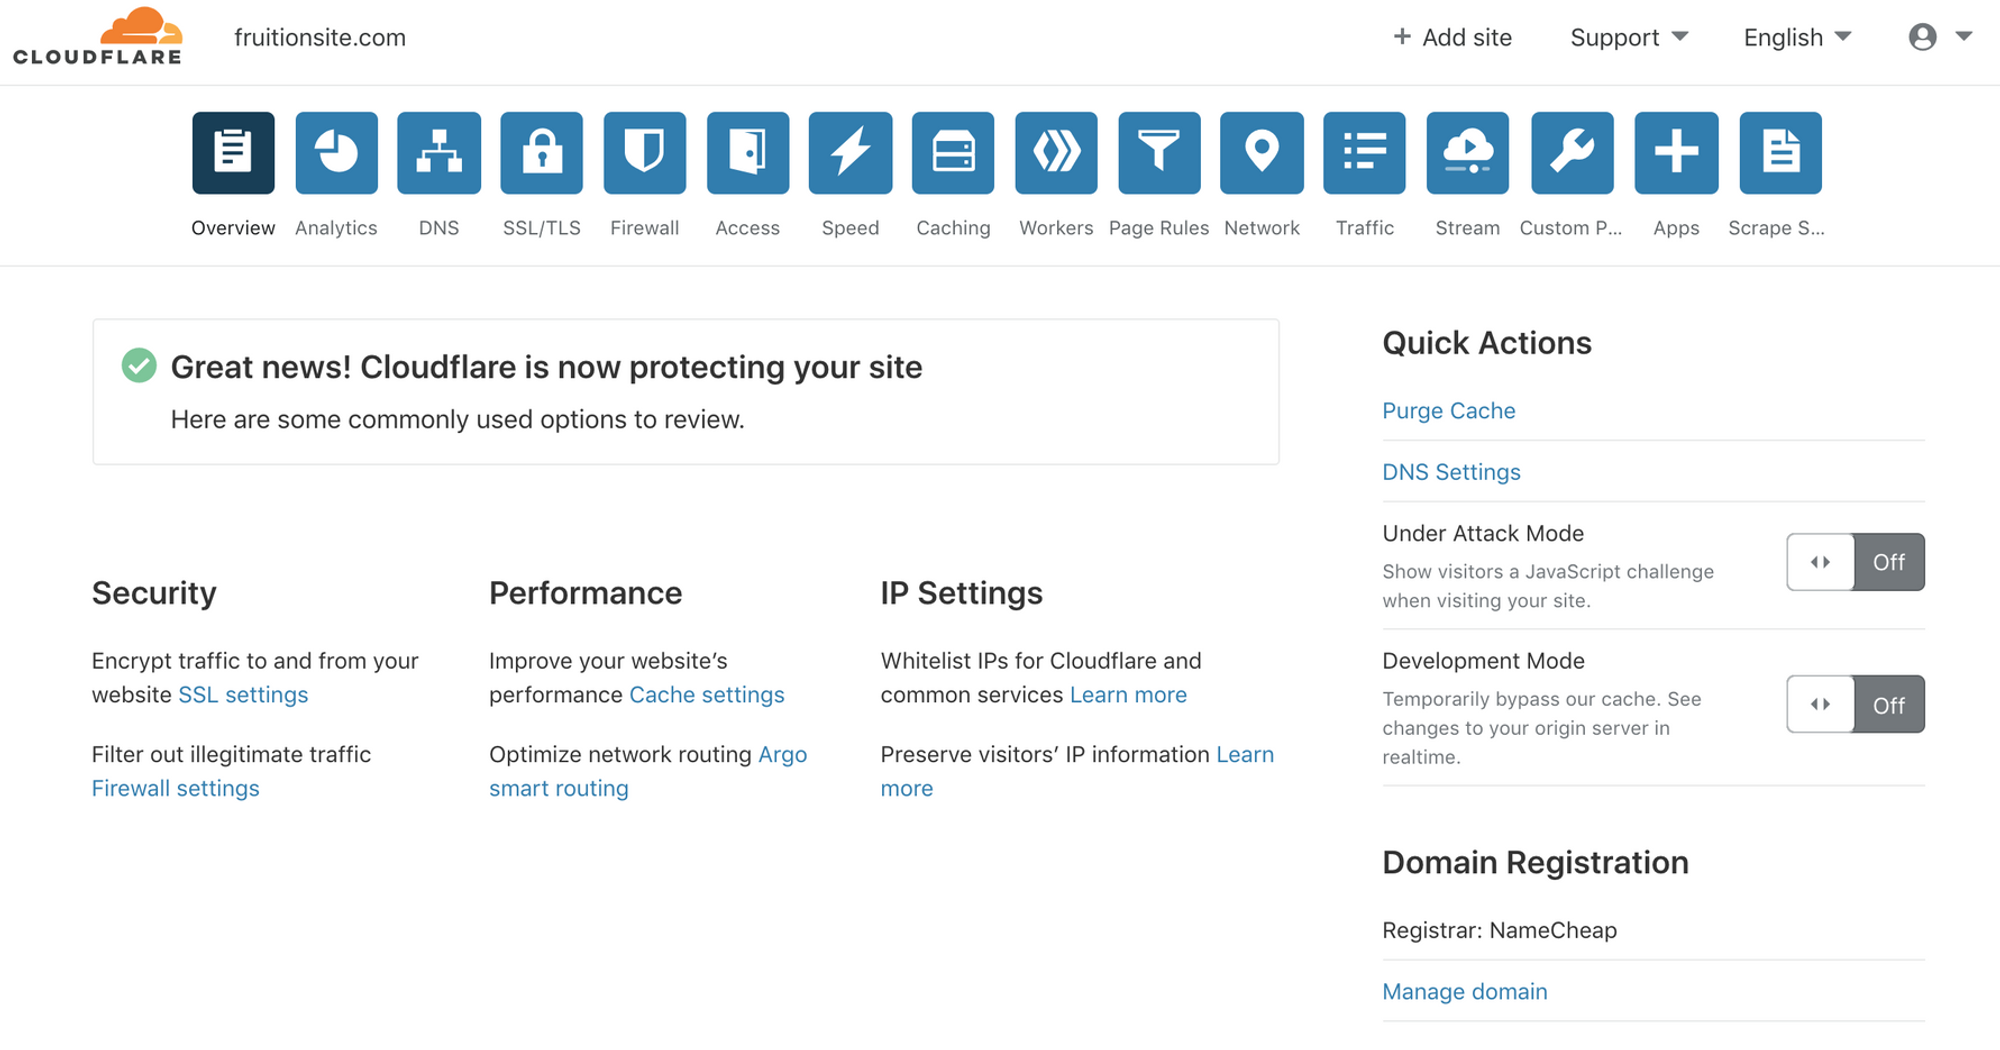 CLOUDFLARE
fruitionsite.com
+ Add site
Support
English
Overview
Analytics
DNS
SSL/TLS
Firewall
Access
Speed
Caching
Workers
Page Rules
Network
Traffic
Stream
Custom P...
Apps
Scrape S...
Great news! Cloudflare is now protecting your site
Here are some commonly used options to review.
Security
Encrypt traffic to and from your
website SSL settings
Filter out illegitimate traffic
Firewall settings
Performance
Improve your website’s
performance Cache settings
Optimize network routing Argo
smart routing
IP Settings
Whitelist IPs for Cloudflare and
common services Learn more
Preserve visitors’ IP information Learn
more
Quick Actions
Purge Cache
DNS Settings
Under Attack Mode
Show visitors a JavaScript challenge
when visiting your site.
Off
Development Mode
Temporarily bypass our cache. See
changes to your origin server in
realtime.
Off
Domain Registration
Registrar: NameCheap
Manage domain